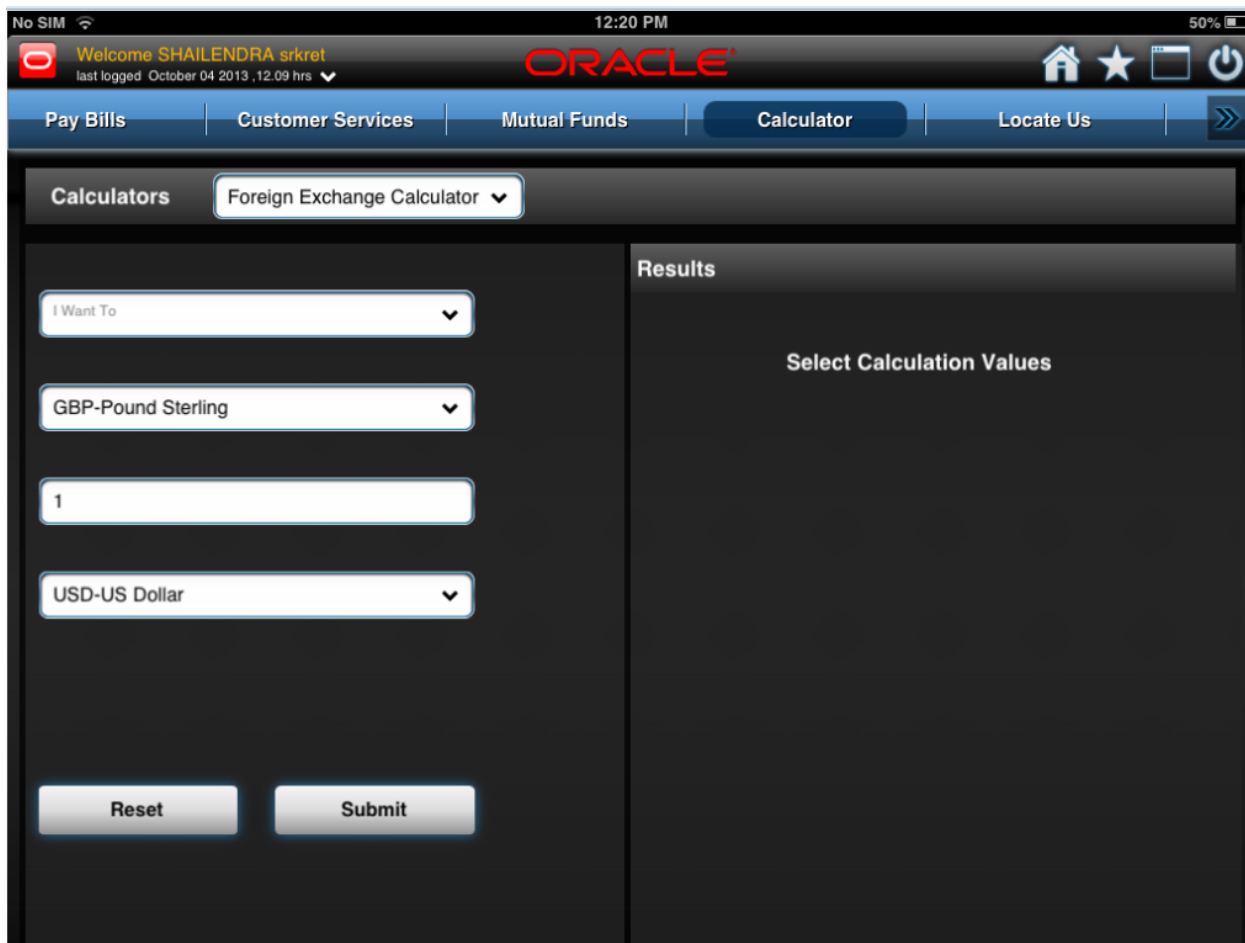 No SIM 12:20 PM 50%
Welcome SHAILENDRA srkret
last logged October 04 2013 ,12.09 hrs
ORACLE
Pay Bills Customer Services Mutual Funds Calculator Locate Us
Calculators Foreign Exchange Calculator
Results
I Want To
Select Calculation Values
GBP-Pound Sterling
1
USD-US Dollar
Reset Submit